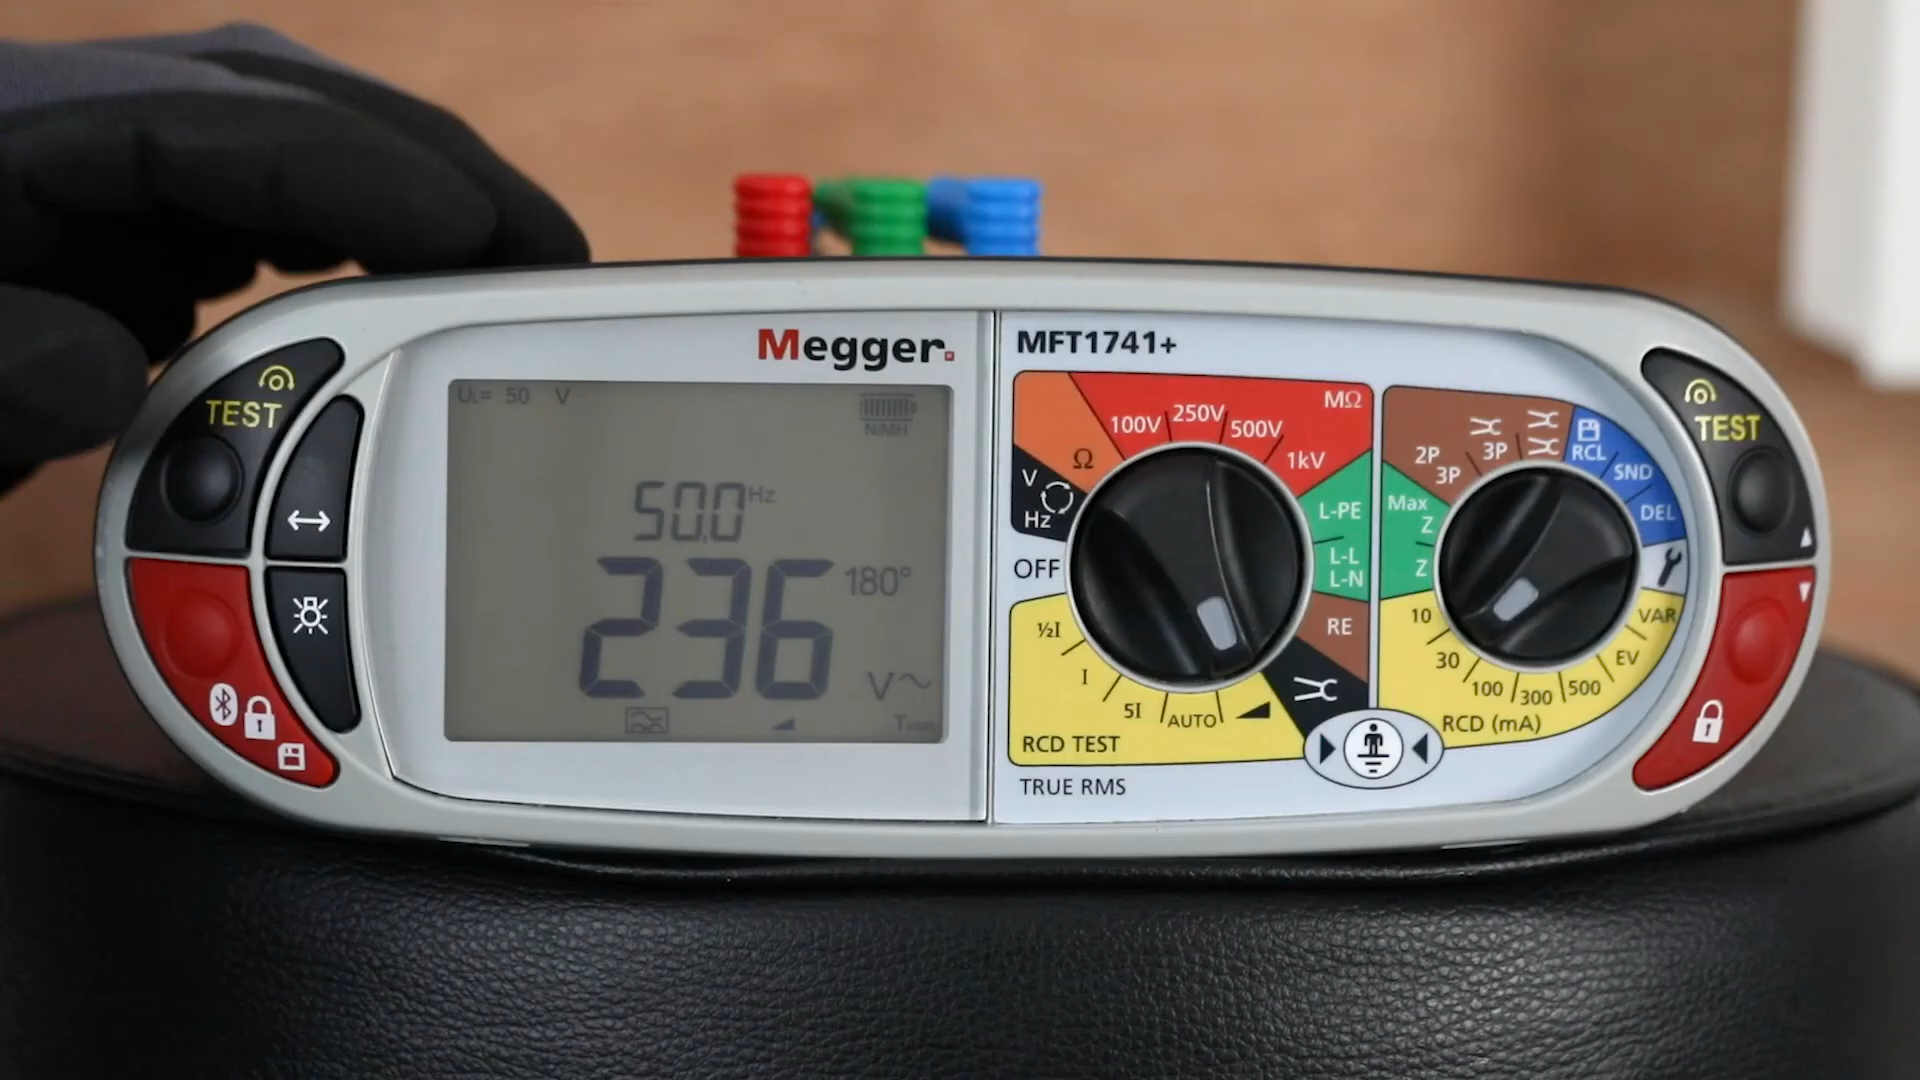 Megger.
MFT1741+
TEST
UL= 50 V
NiMH
50.0 Hz
236 180°
V~
100V 250V 500V 1kV MΩ
Ω
V
Hz
OFF
L-PE
L-L
L-N
RE
½I
I
5I
AUTO
RCD TEST
TRUE RMS
2P
3P
3P
RCL
SND
DEL
Max
Z
Z
10
30
100
300
500
EV
VAR
RCD (mA)
TEST